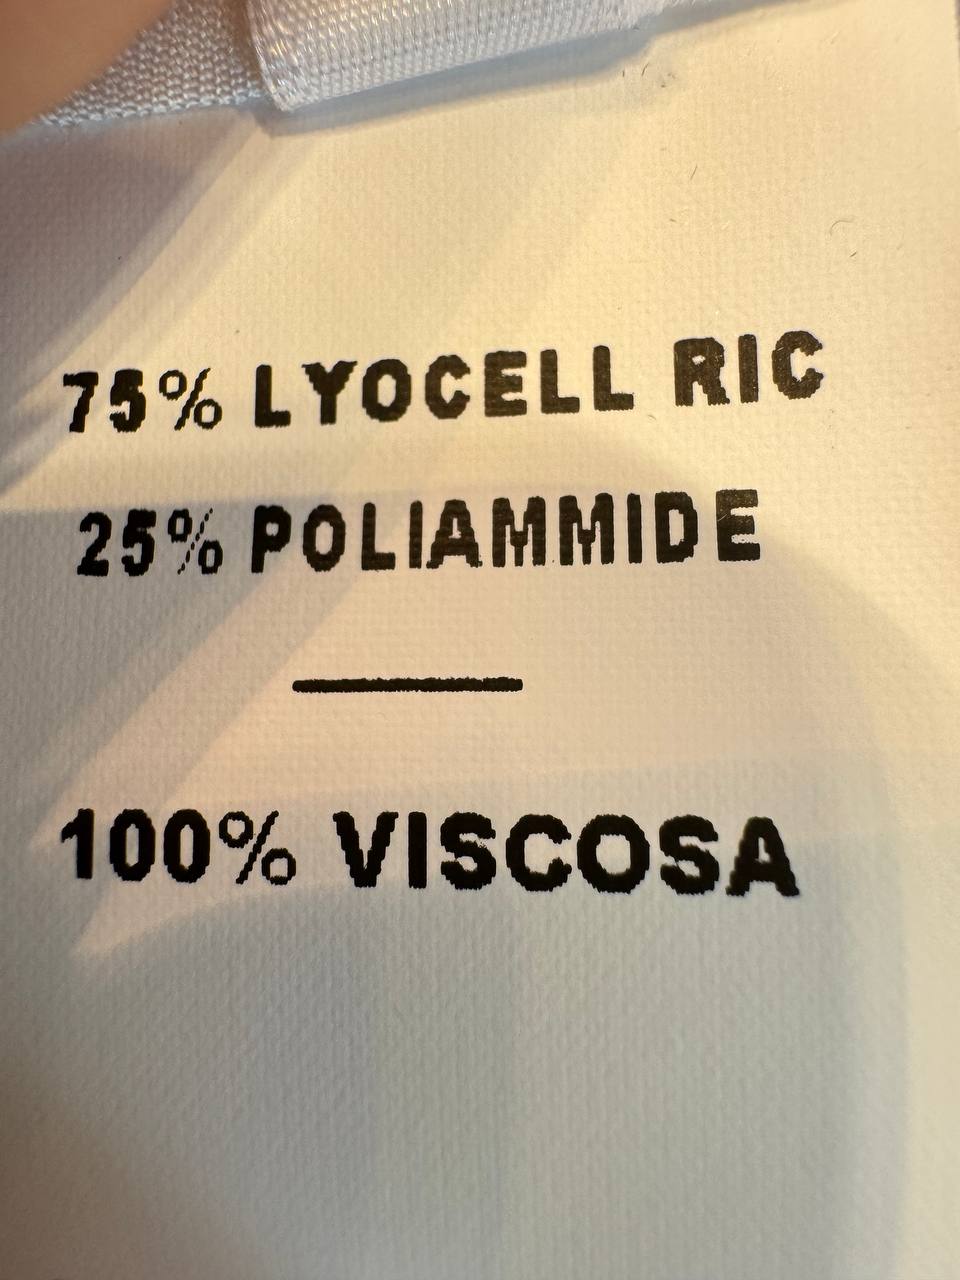 75% LYOCELL RIC
25% POLIAMMIDE
100% VISCOSA